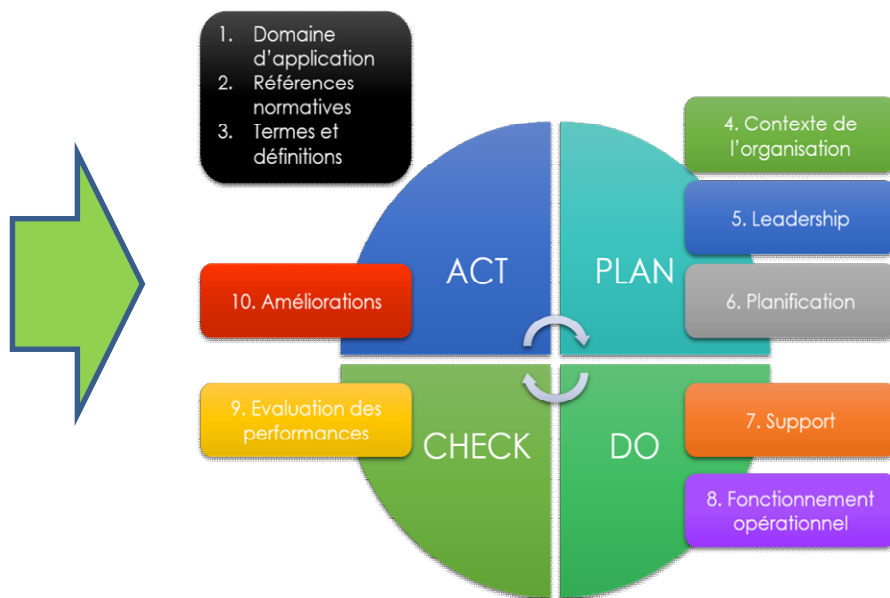 1. Domaine
d'application
2. Références
normatives
3. Termes et
définitions
4. Contexte de
l'organisation
5. Leadership
ACT
PLAN
10. Améliorations
6. Planification
9. Evaluation des
performances
CHECK
DO
7. Support
8. Fonctionnement
opérationnel